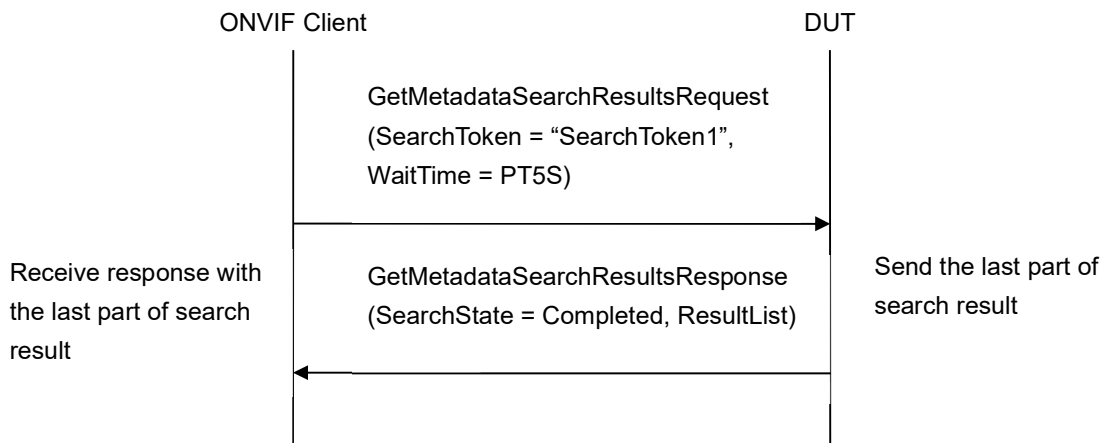 ONVIF Client
DUT
GetMetadataSearchResultsRequest
(SearchToken = “SearchToken1”,
WaitTime = PT5S)
Receive response with
the last part of search
result
GetMetadataSearchResultsResponse
(SearchState = Completed, ResultList)
Send the last part of
search result